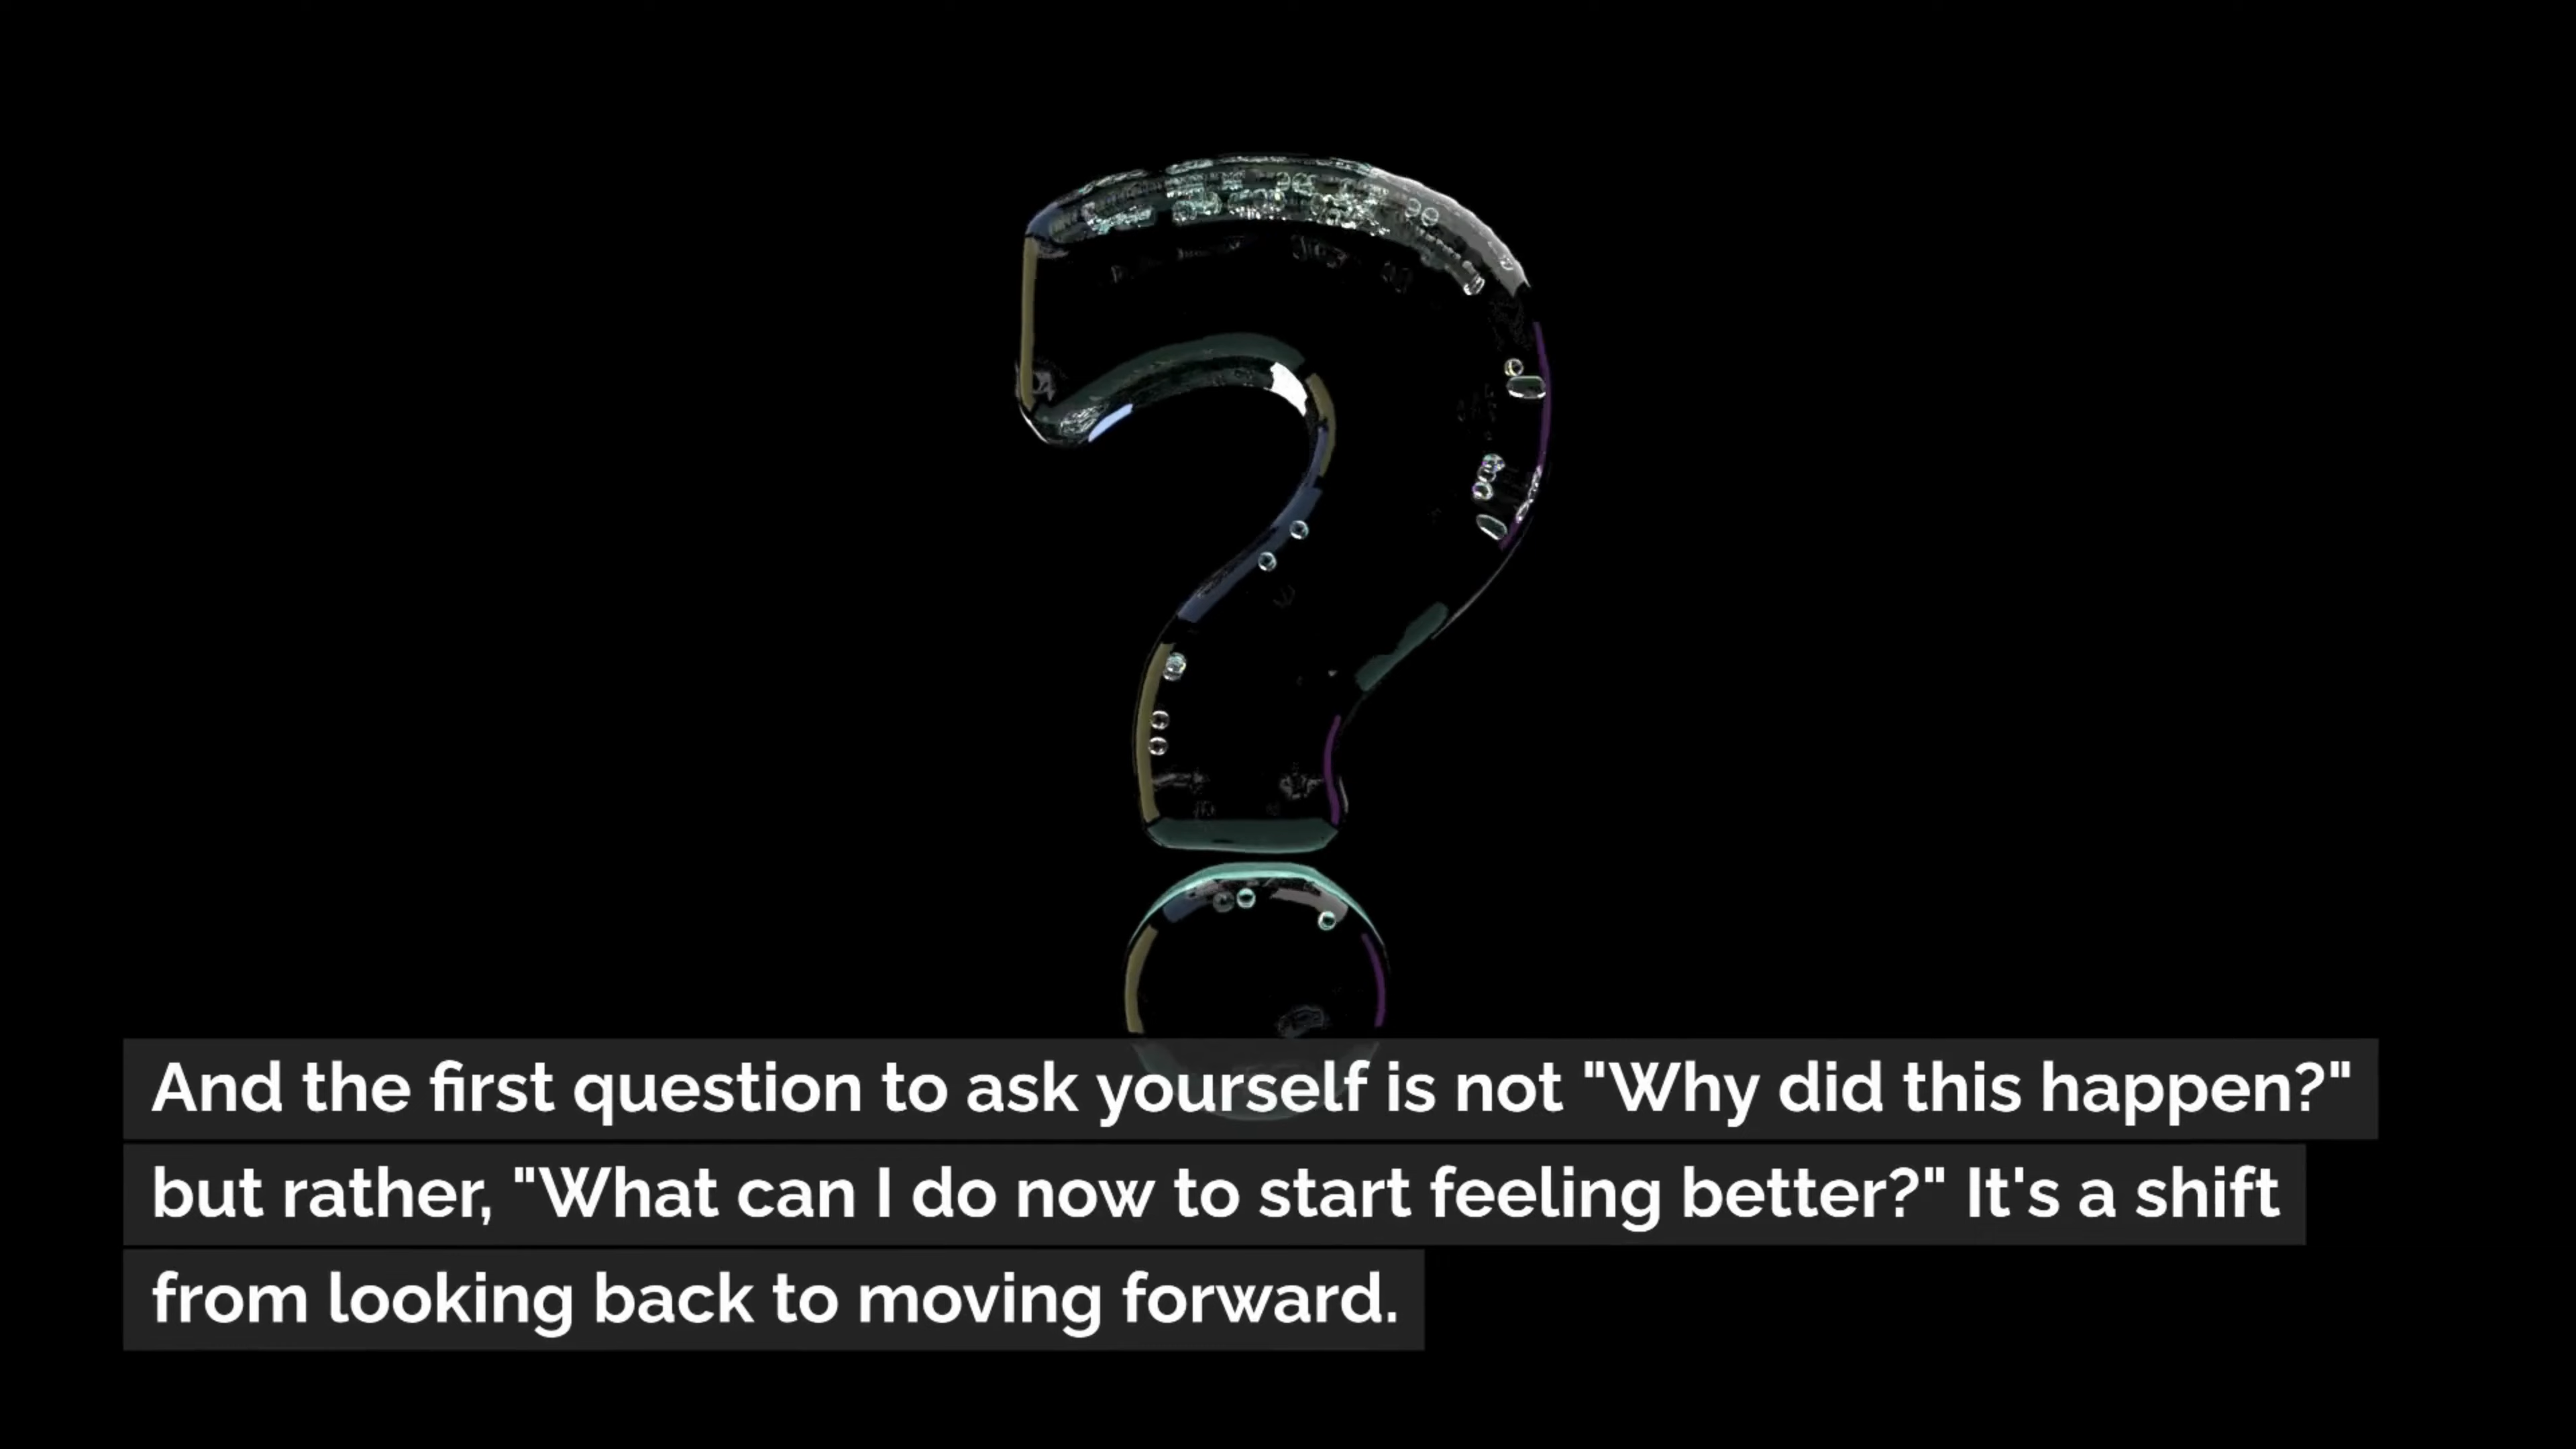 And the first question to ask yourself is not "Why did this happen?"
but rather, "What can I do now to start feeling better?" It's a shift
from looking back to moving forward.